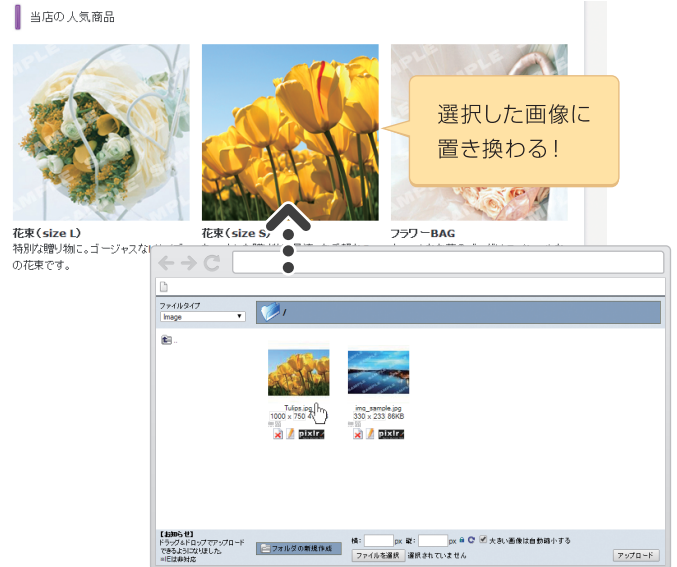 当店の人気商品
選択した画像に
置き換わる!
花束(size L)
特別な贈り物に。ゴージャスな
の花束です。
花束(size S)
フラワーBAG
ファイルタイプ
Image
/
..
Tulips.jpg
1000 x 750
img_sample.jpg
330 x 233 86KB
pixlr
pixlr
【お知らせ】
ドラッグ&ドロップでアップロード
できるようになりました。
※IEは非対応
フォルダの新規作成
横: px 縦: px 大きい画像は自動縮小する
ファイルを選択 選択されていません
アップロード